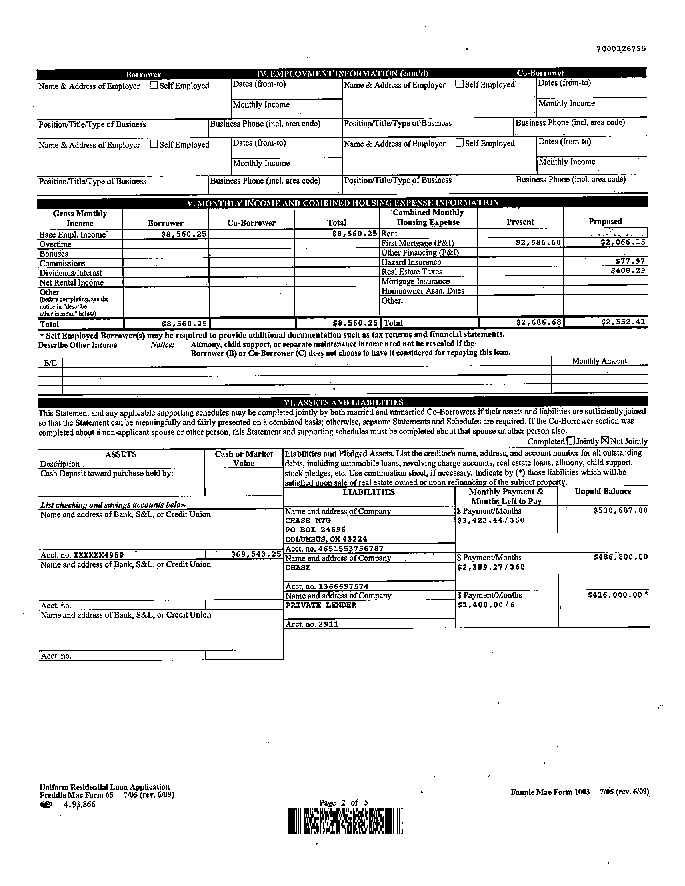 7000126755
Borrower IV. EMPLOYMENT INFORMATION (cont'd) Co-Borrower
Name & Address of Employer Self Employed Dates (from-to) Name & Address of Employer Self Employed Dates (from-to)
Monthly Income Monthly Income
Position/Title/Type of Business Business Phone (incl. area code) Position/Title/Type of Business Business Phone (incl. area code)
Name & Address of Employer Self Employed Dates (from-to) Name & Address of Employer Self Employed Dates (from-to)
Monthly Income Monthly Income
Position/Title/Type of Business Business Phone (incl. area code) Position/Title/Type of Business Business Phone (incl. area code)
V. MONTHLY INCOME AND COMBINED HOUSING EXPENSE INFORMATION
Gross Monthly Income Borrower Co-Borrower Total Combined Monthly Housing Expense Present Proposed
Base Empl. Income* $8,560.25 $8,560.25 Rent
Overtime First Mortgage (P&I) $2,686.68
Bonuses Other Financing (P&I)
Commissions Hazard Insurance $77.97
Dividends/Interest Real Estate Taxes $408.29
Net Rental Income Mortgage Insurance
Other Homeowner Assn. Dues
(before completing, see the notice in "describe other income" below) Other:
Total $8,560.25 $8,560.25 Total $2,686.68 $2,552.41
* Self Employed Borrower(s) may be required to provide additional documentation such as tax returns and financial statements.
Describe Other Income Notice: Alimony, child support, or separate maintenance income need not be revealed if the
Borrower (B) or Co-Borrower (C) does not choose to have it considered for repaying this loan.
B/C Monthly Amount
VI. ASSETS AND LIABILITIES
This Statement and any applicable supporting schedules may be completed jointly by both married and unmarried Co-Borrowers if their assets and liabilities are sufficiently joined
so that the Statement can be meaningfully and fairly presented on a combined basis; otherwise, separate Statements and Schedules are required. If the Co-Borrower section was
completed about a non-applicant spouse or other person, this Statement and supporting schedules must be completed about that spouse or other person also.
Completed Jointly Not Jointly
ASSETS Cash or Market Value
Description
Cash Deposit toward purchase held by:
Liabilities and Pledged Assets. List the creditor's name, address, and account number for all outstanding
debts, including automobile loans, revolving charge accounts, real estate loans, alimony, child support,
stock pledges, etc. Use continuation sheet, if necessary. Indicate by (*) those liabilities which will be
satisfied upon sale of real estate owned or upon refinancing of the subject property.
LIABILITIES Monthly Payment & Months Left to Pay Unpaid Balance
List checking and savings accounts below
Name and address of Bank, S&L, or Credit Union
Name and address of Company $ Payment/Months
CHASE MTG
PO BOX 24696
COLUMBUS, OH 43224
Acct. no. 4651553756787
Acct. no. XXXXXX4960 369,543.25
Name and address of Bank, S&L, or Credit Union
Name and address of Company $ Payment/Months
CHASE $2,389.27/360
Acct. no. 1366697574
Name and address of Company $ Payment/Months
PRIVATE LENDER $1,400.00/6
Acct. no. 2911
Acct. no.
Name and address of Bank, S&L, or Credit Union
Acct. no.
Uniform Residential Loan Application
Freddie Mac Form 65 7/05 (rev. 6/09)
Fannie Mae Form 1003 7/05 (rev. 6/09)
Page 2 of 5